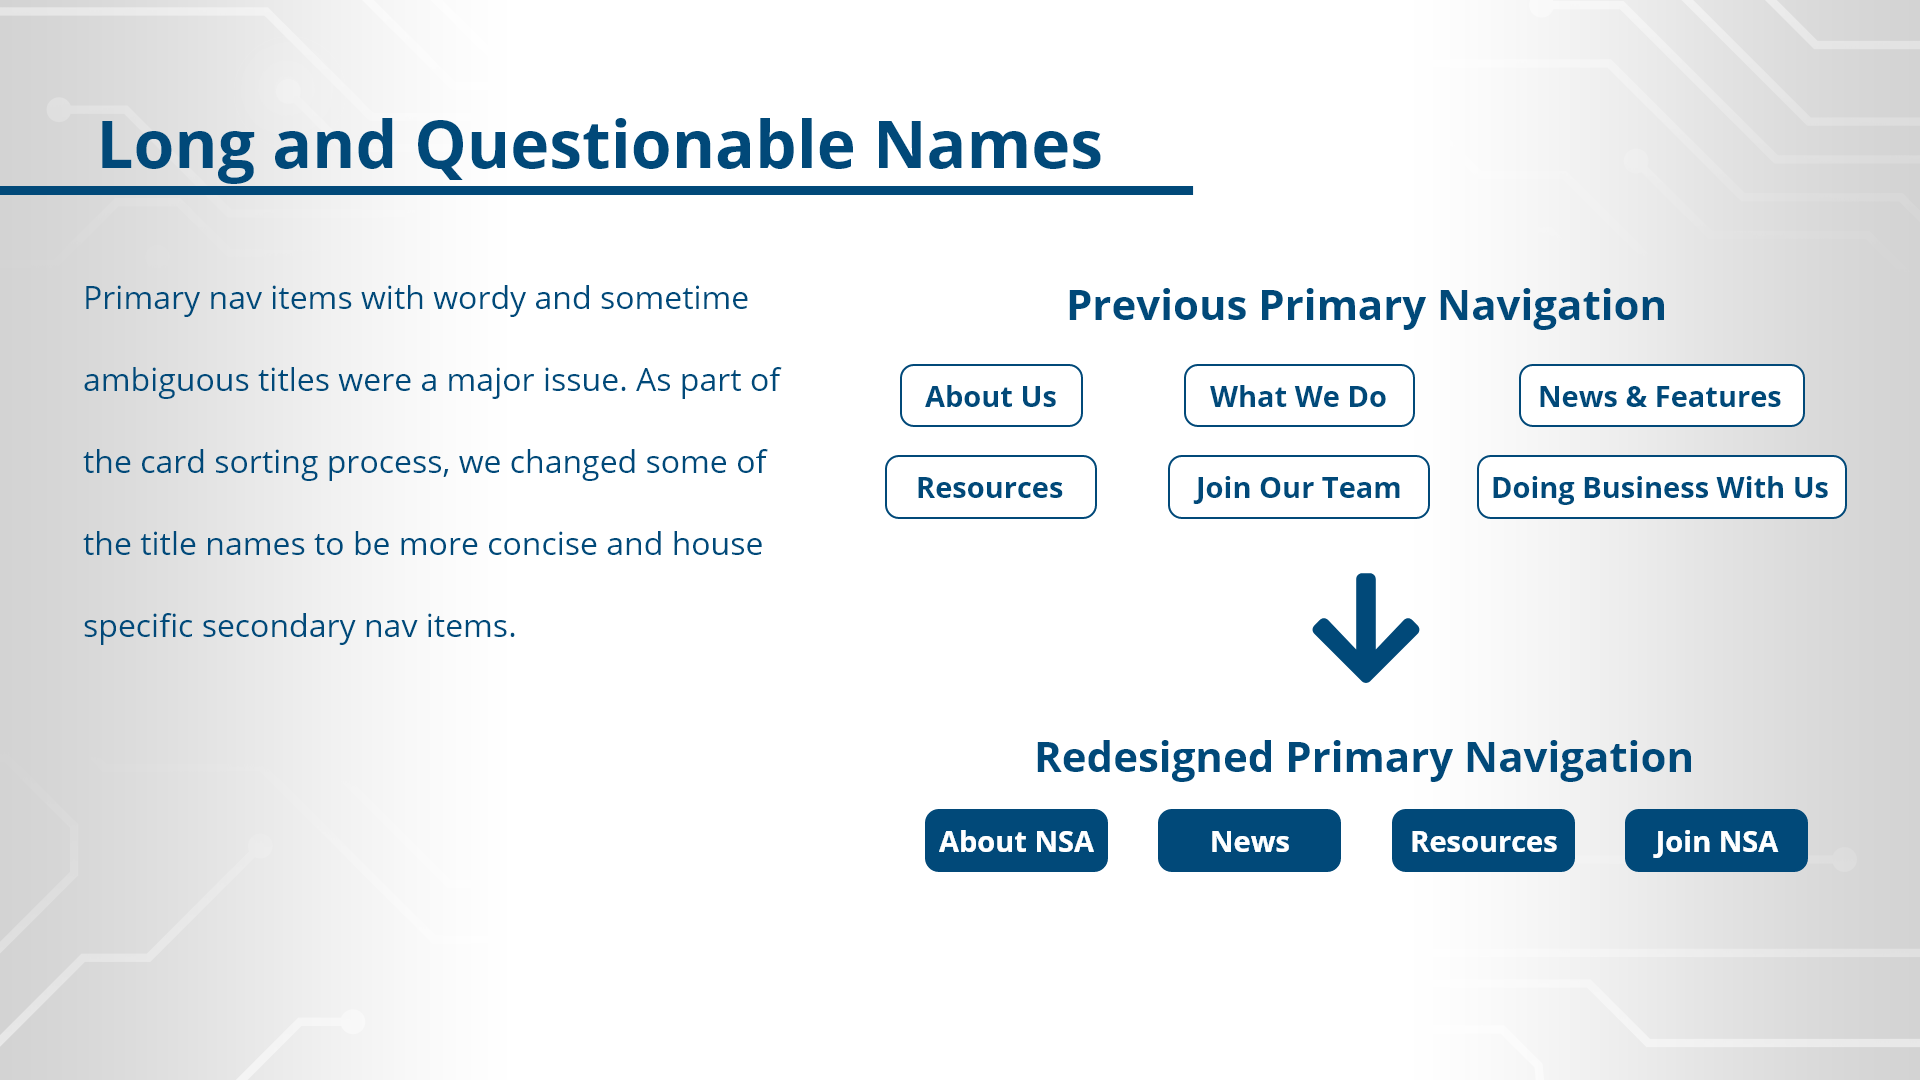 Long and Questionable Names
Primary nav items with wordy and sometime
ambiguous titles were a major issue. As part of
the card sorting process, we changed some of
the title names to be more concise and house
specific secondary nav items.
Previous Primary Navigation
About Us
What We Do
News & Features
Resources
Join Our Team
Doing Business With Us
Redesigned Primary Navigation
About NSA
News
Resources
Join NSA